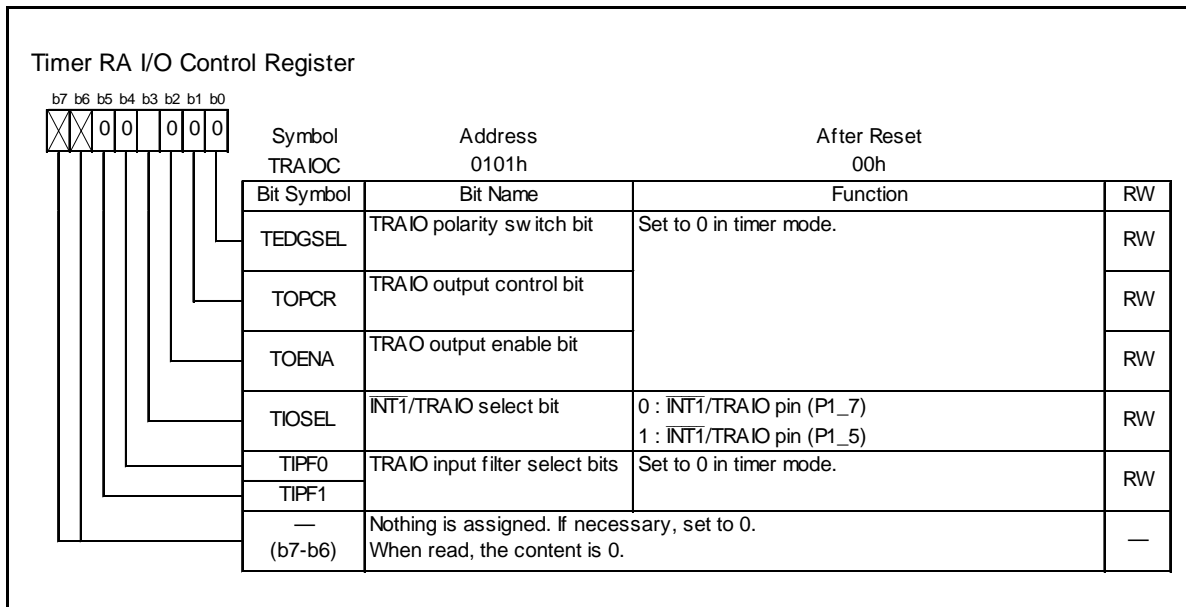 Timer RA I/O Control Register
b7 b6 b5 b4 b3 b2 b1 b0
0 0 0 0 0
Symbol Address After Reset
TRAIOC 0101h 00h
Bit Symbol Bit Name Function RW
TEDGSEL TRAIO polarity switch bit Set to 0 in timer mode. RW
TOPCR TRAIO output control bit RW
TOENA TRAO output enable bit RW
TIOSEL INT1/TRAIO select bit 0 : INT1/TRAIO pin (P1_7) RW
1 : INT1/TRAIO pin (P1_5)
TIPF0 TRAIO input filter select bits Set to 0 in timer mode. RW
TIPF1
— Nothing is assigned. If necessary, set to 0. —
(b7-b6) When read, the content is 0.